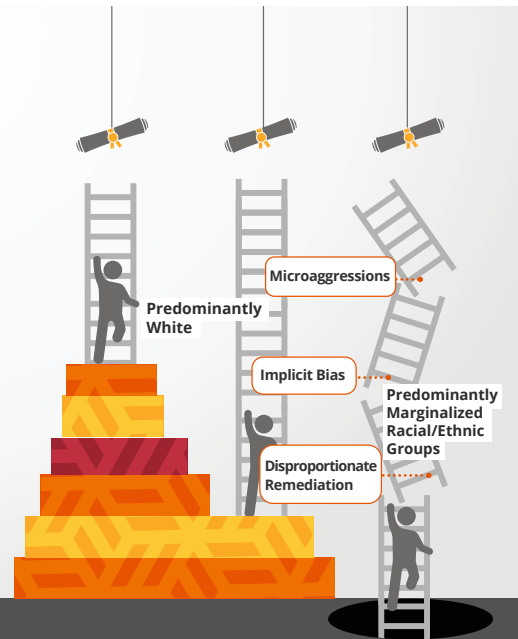 Microaggressions
Predominantly
White
Implicit Bias
Predominantly
Marginalized
Racial/Ethnic
Groups
Disproportionate
Remediation